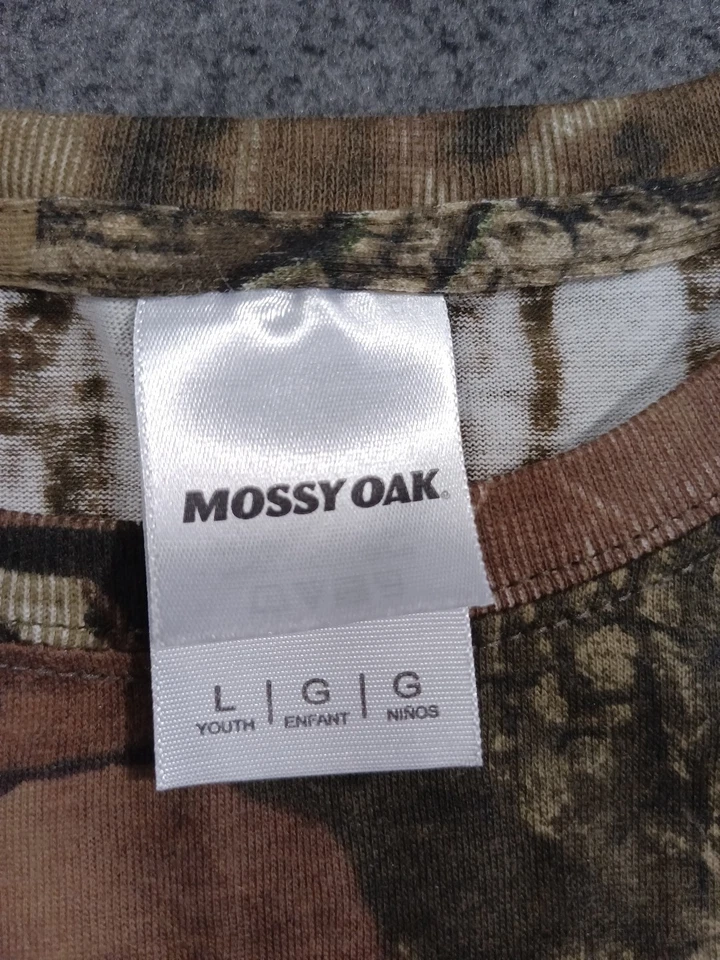 MOSSY OAK
L | G | G
YOUTH ENFANT NIÑOS